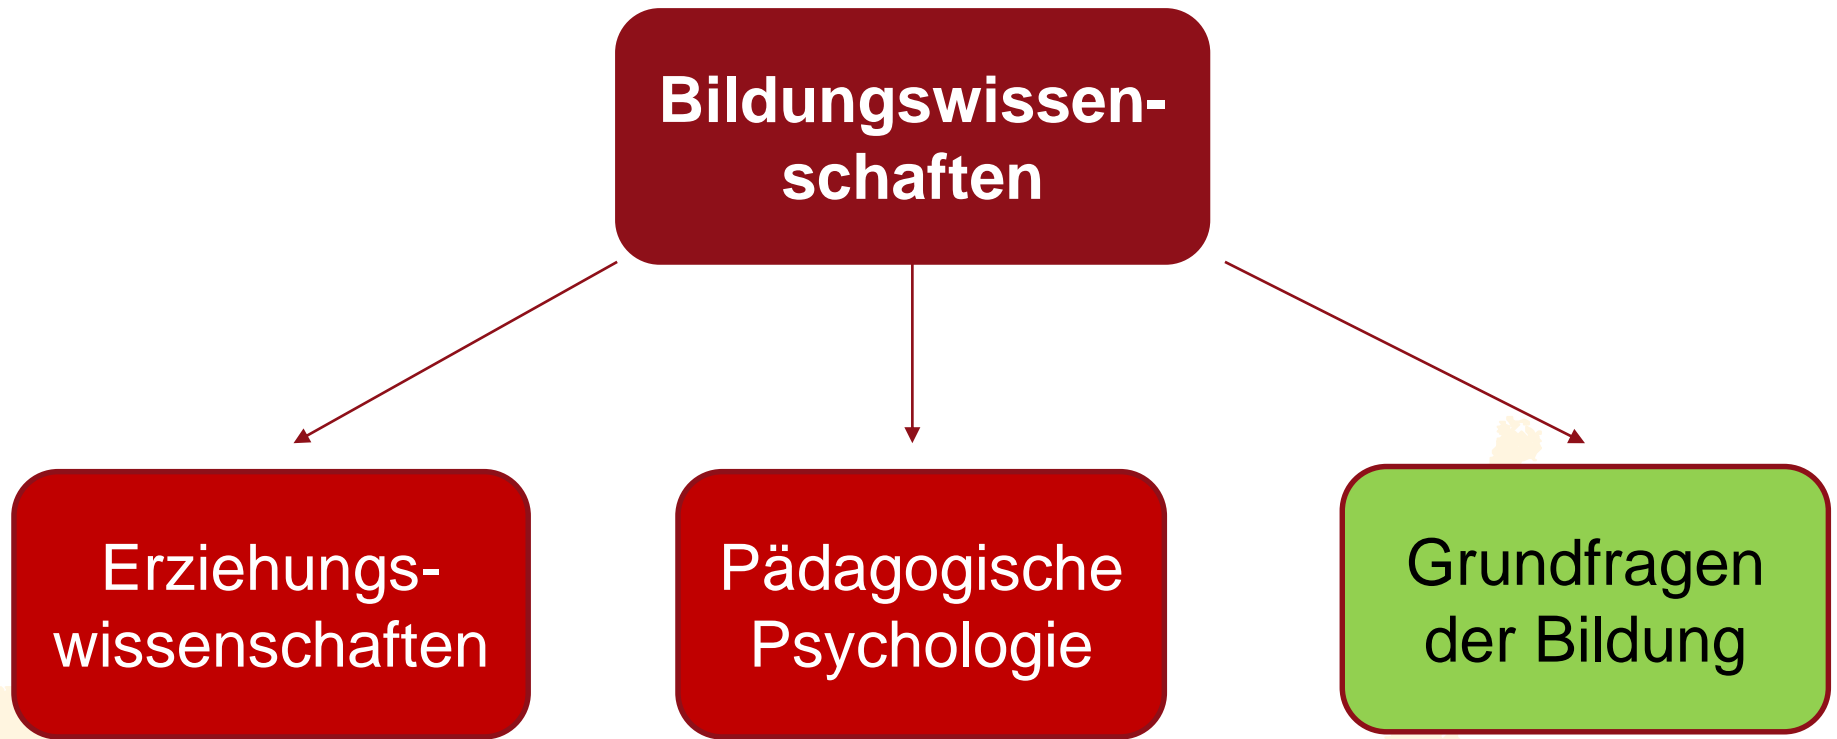 Bildungswissen-
schaften
Erziehungs-
wissenschaften
Pädagogische
Psychologie
Grundfragen
der Bildung